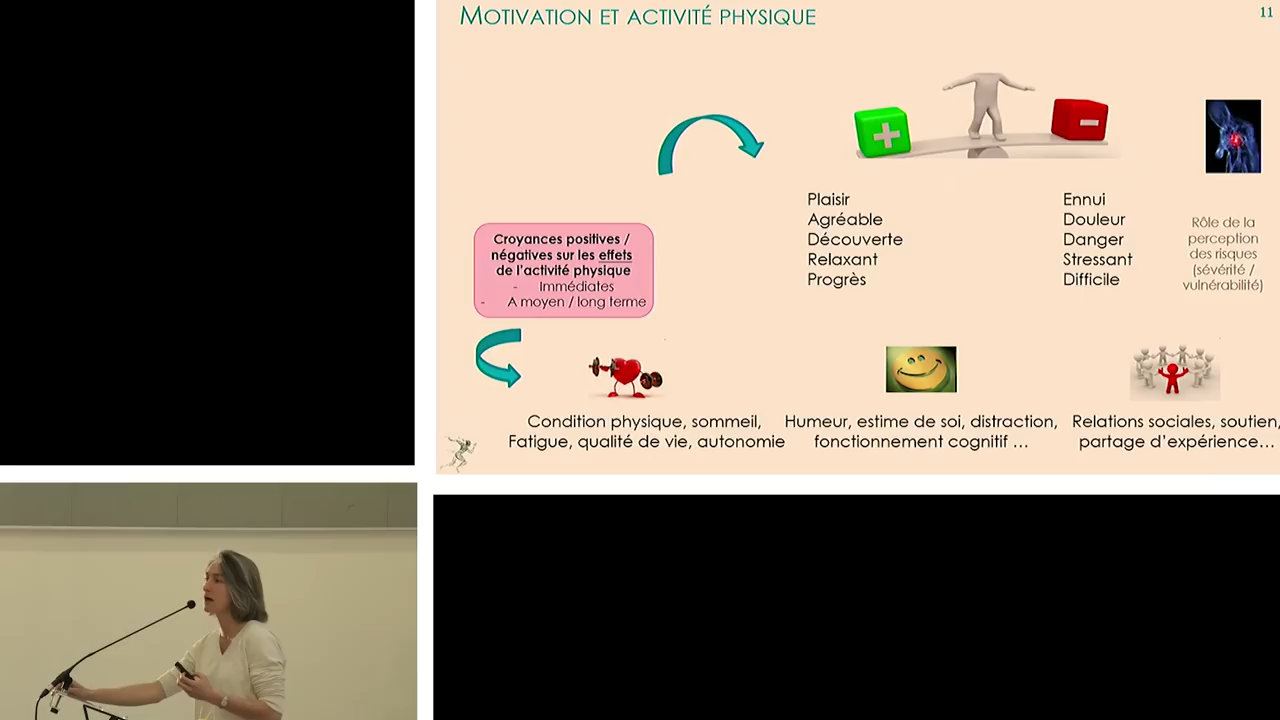 MOTIVATION ET ACTIVITÉ PHYSIQUE
11
Croyances positives /
négatives sur les effets
de l'activité physique
- Immédiates
- A moyen / long terme
Plaisir
Agréable
Découverte
Relaxant
Progrès
Ennui
Douleur
Danger
Stressant
Difficile
Rôle de la
perception
des risques
(sévérité /
vulnérabilité)
Condition physique, sommeil,
Fatigue, qualité de vie, autonomie
Humeur, estime de soi, distraction,
fonctionnement cognitif ...
Relations sociales, soutien,
partage d'expérience...